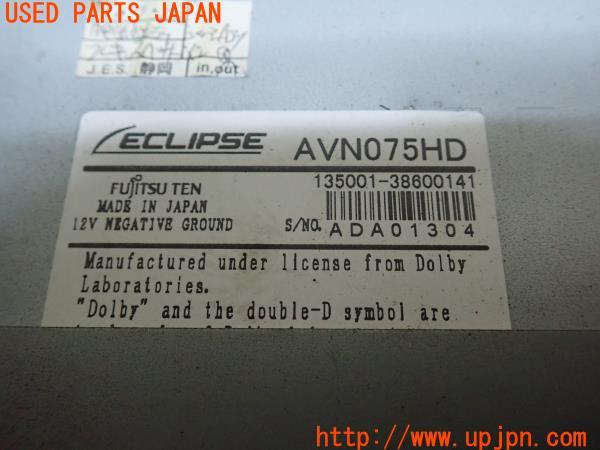 USED PARTS JAPAN
J.E.S. 静岡 in,out
ECLIPSE AVN075HD
FUJITSU TEN 135001-38600141
MADE IN JAPAN
12V NEGATIVE GROUND S/NO. ADA01304
Manufactured under license from Dolby
Laboratories.
"Dolby" and the double-D symbol are
http://www.upjpn.com